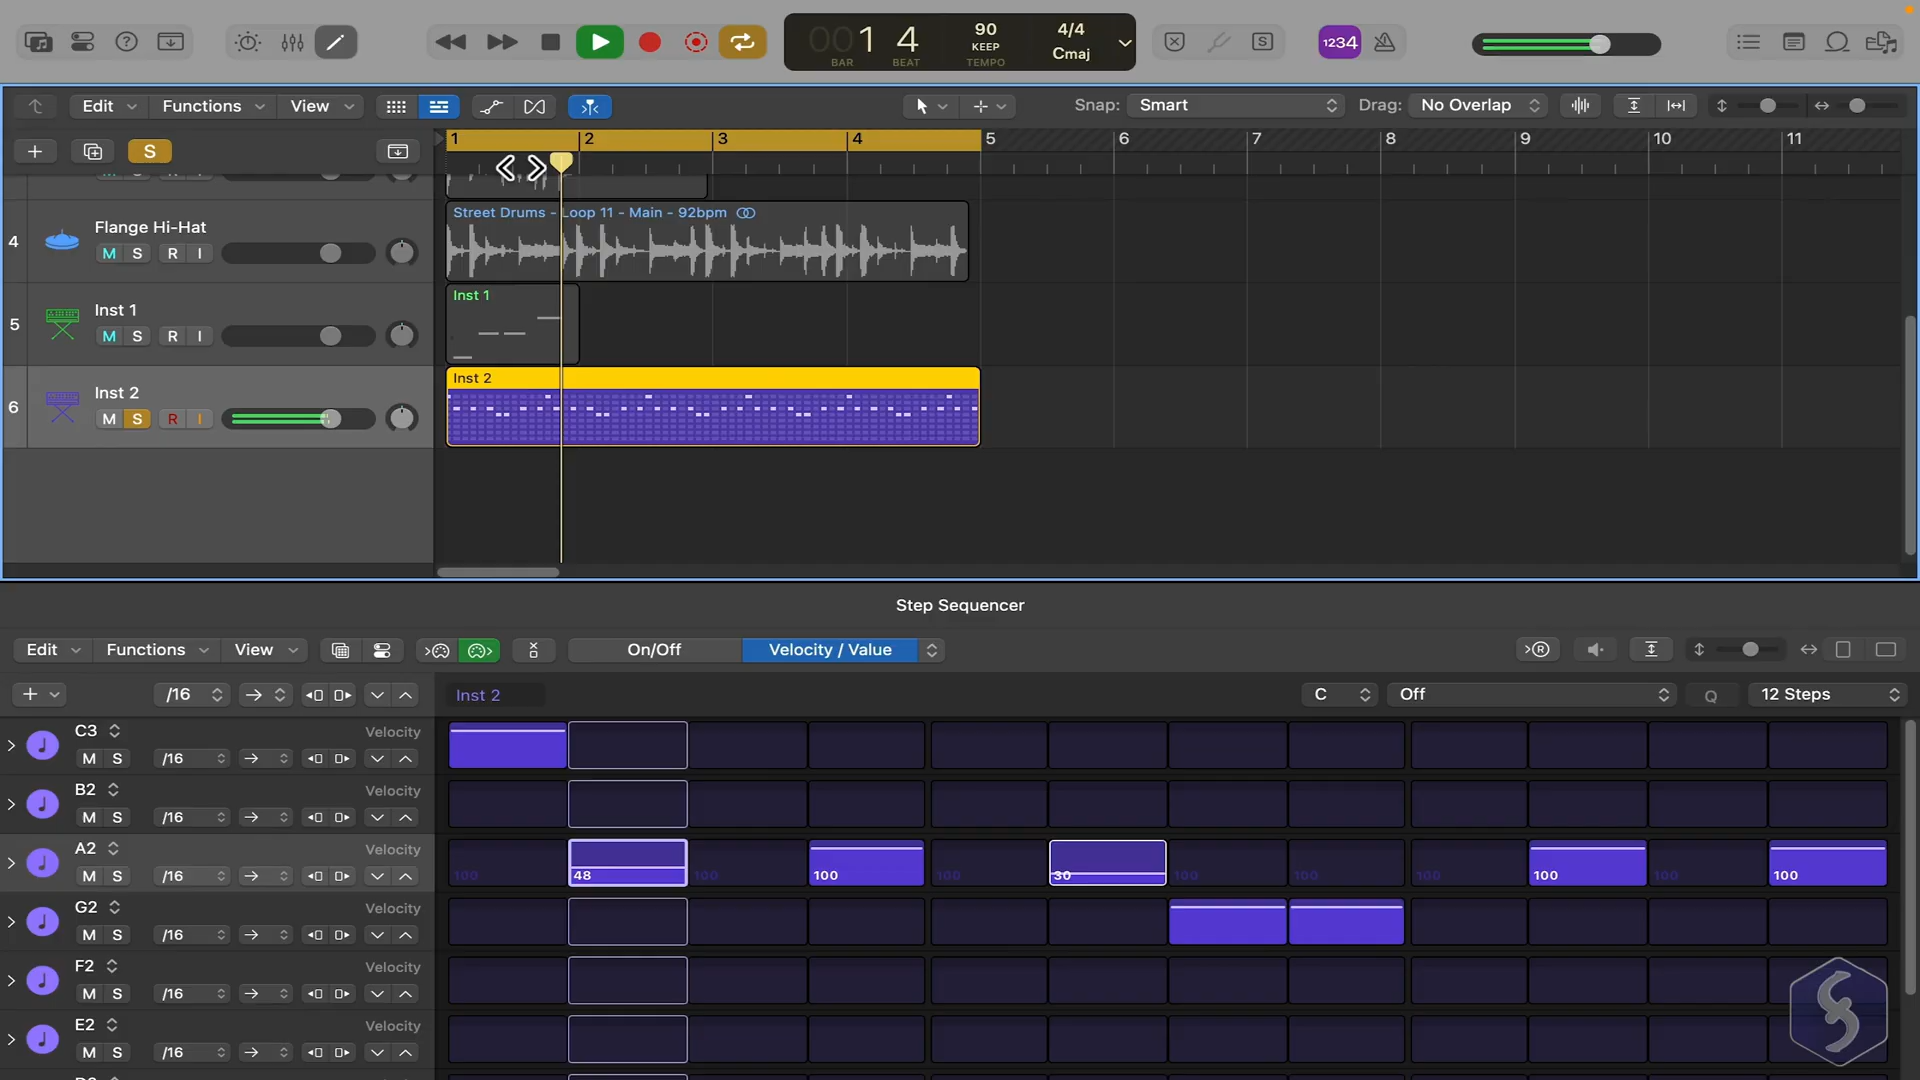 001 4 90 4/4
KEEP Cmaj
BAR BEAT TEMPO
S 1234
Edit Functions View Snap: Smart Drag: No Overlap
S 1 2 3 4 5 6 7 8 9 10 11
4 Flange Hi-Hat
M S R I
Street Drums - Loop 11 - Main - 92bpm
5 Inst 1
M S R I
Inst 1
6 Inst 2
M S R I
Inst 2
Step Sequencer
Edit Functions View On/Off Velocity / Value
/16 Inst 2 C Off Q 12 Steps
C3 Velocity
M S /16
B2 Velocity
M S /16
A2 Velocity
M S /16
100 48 100 100 100 30 100 100 100 100 100 100
G2 Velocity
M S /16
F2 Velocity
M S /16
E2 Velocity
M S /16